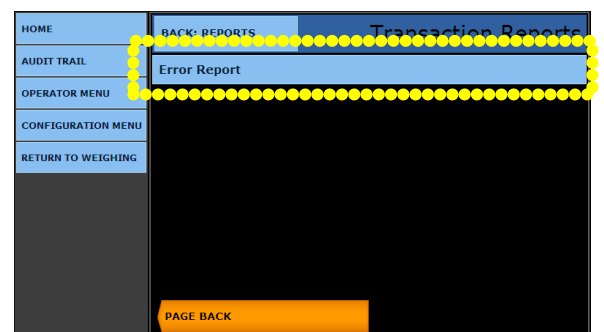 HOME
AUDIT TRAIL
OPERATOR MENU
CONFIGURATION MENU
RETURN TO WEIGHING
BACK: REPORTS
Transaction Reports
Error Report
PAGE BACK